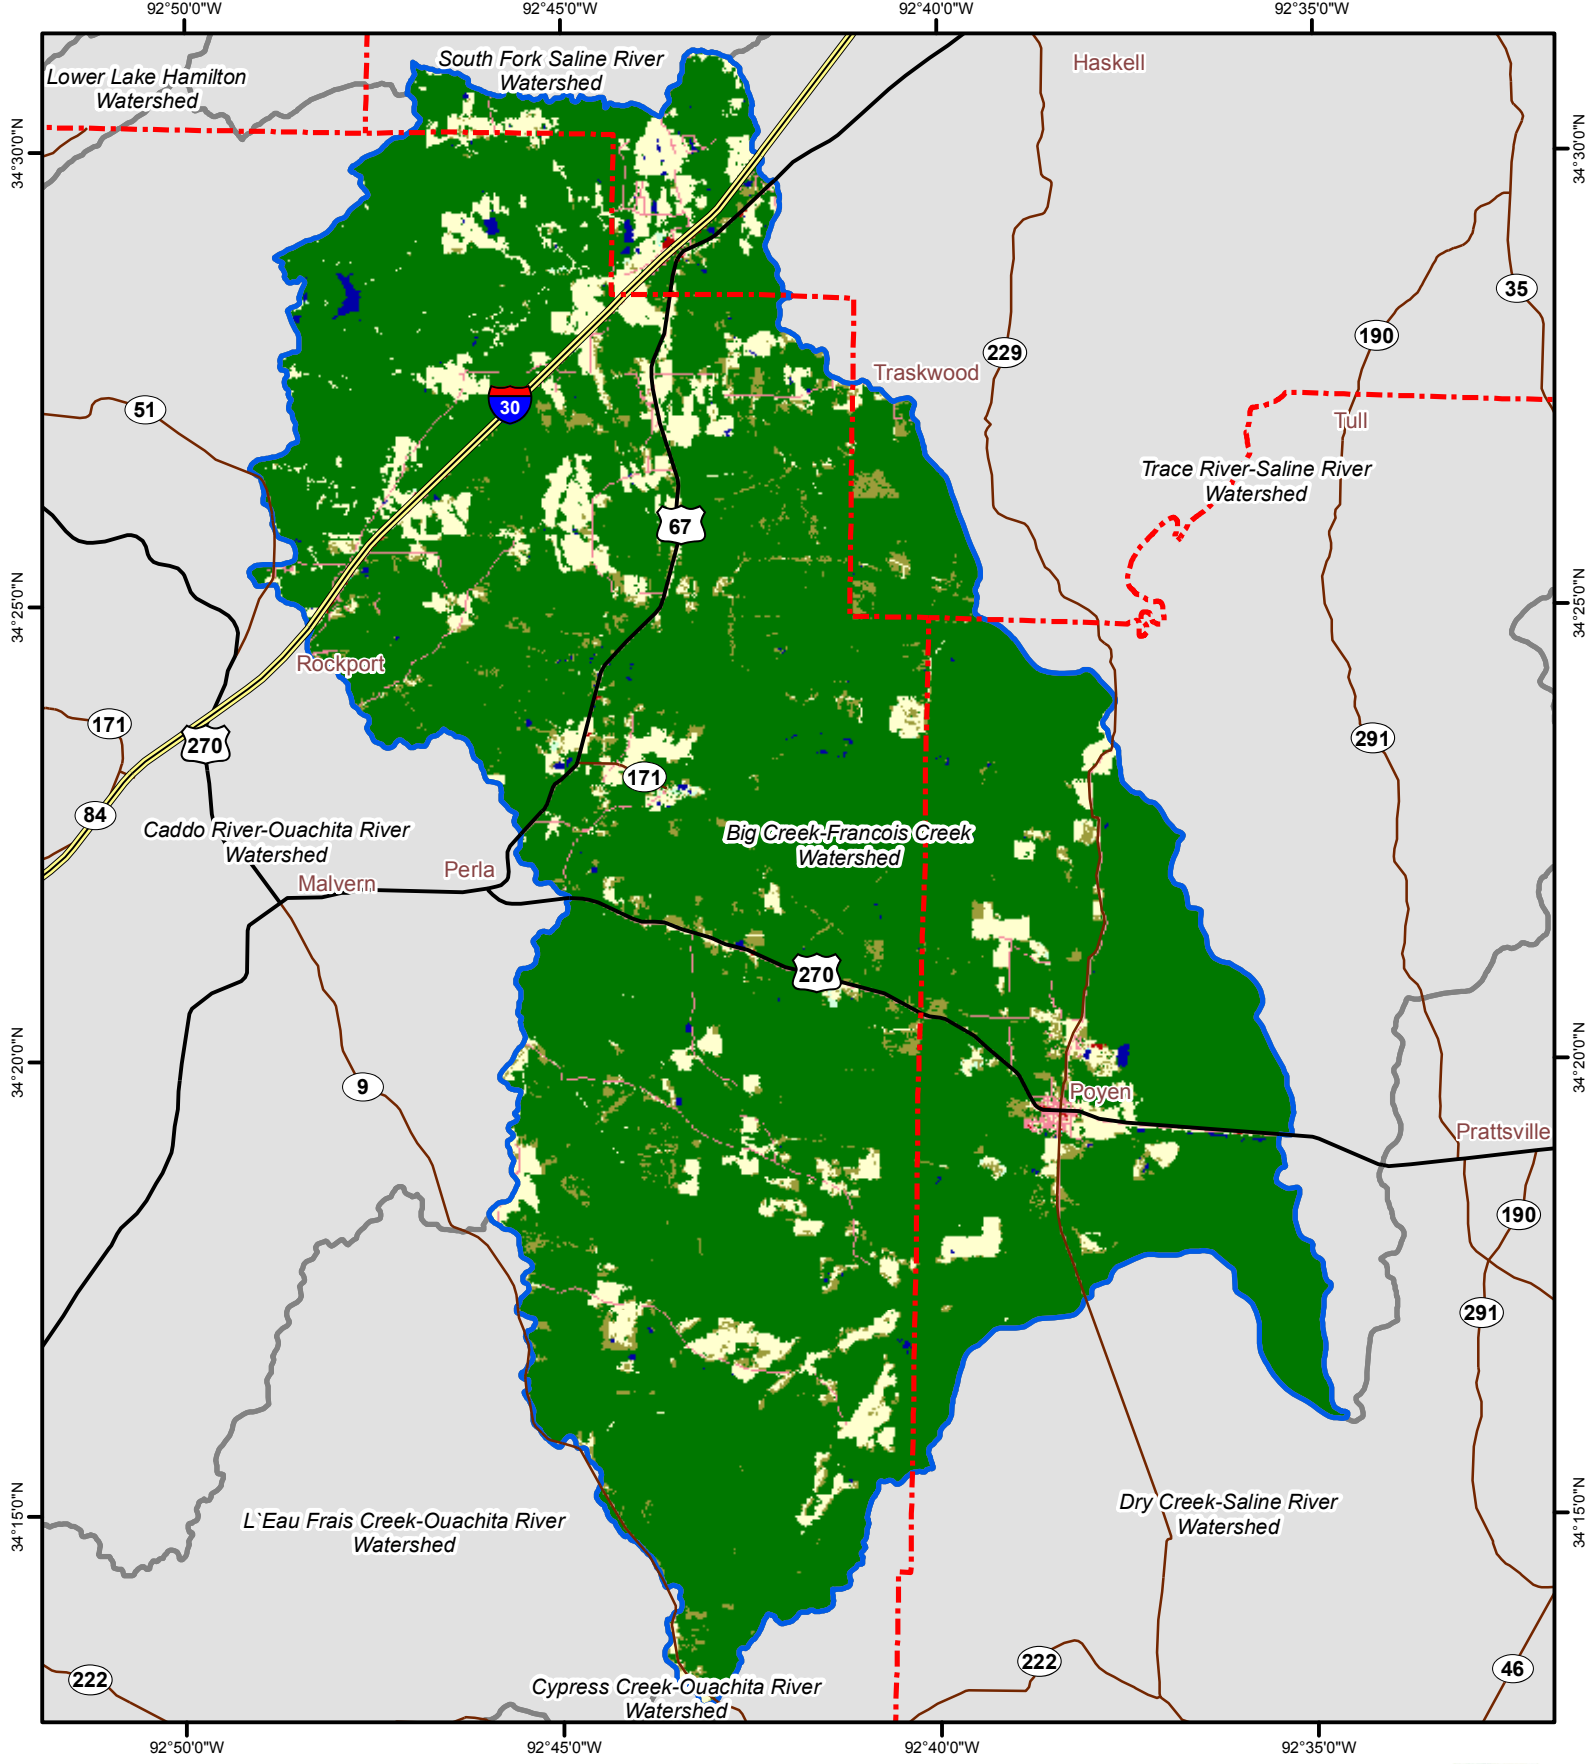 92°50'0"W
92°45'0"W
92°40'0"W
92°35'0"W
Lower Lake Hamilton
Watershed
South Fork Saline River
Watershed
Haskell
34°30'0"N
34°30'0"N
35
190
229
Traskwood
51
30
Tull
Trace River-Saline River
Watershed
67
34°25'0"N
34°25'0"N
Rockport
171
270
291
171
84
Caddo River-Ouachita River
Watershed
Big Creek-Francois Creek
Watershed
Perla
Malvern
270
34°20'0"N
34°20'0"N
9
Poyen
Prattsville
190
291
L`Eau Frais Creek-Ouachita River
Watershed
Dry Creek-Saline River
Watershed
34°15'0"N
34°15'0"N
222
222
46
Cypress Creek-Ouachita River
Watershed
92°50'0"W
92°45'0"W
92°40'0"W
92°35'0"W